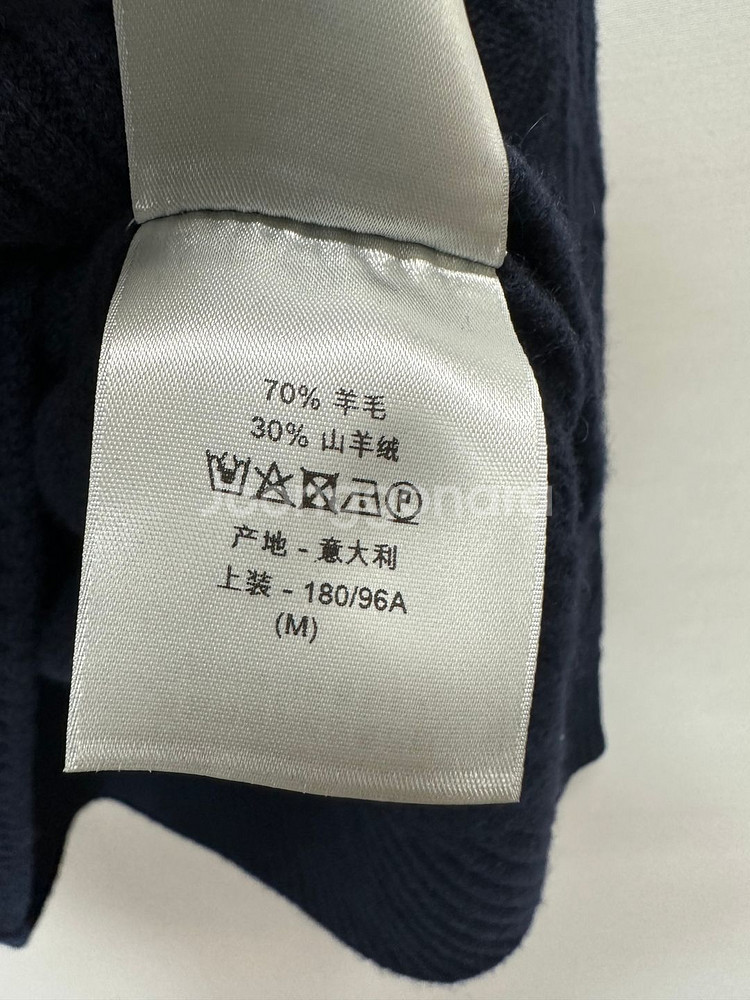 70% 羊毛
30% 山羊绒
P
产地 - 意大利
上装 - 180/96A
(M)